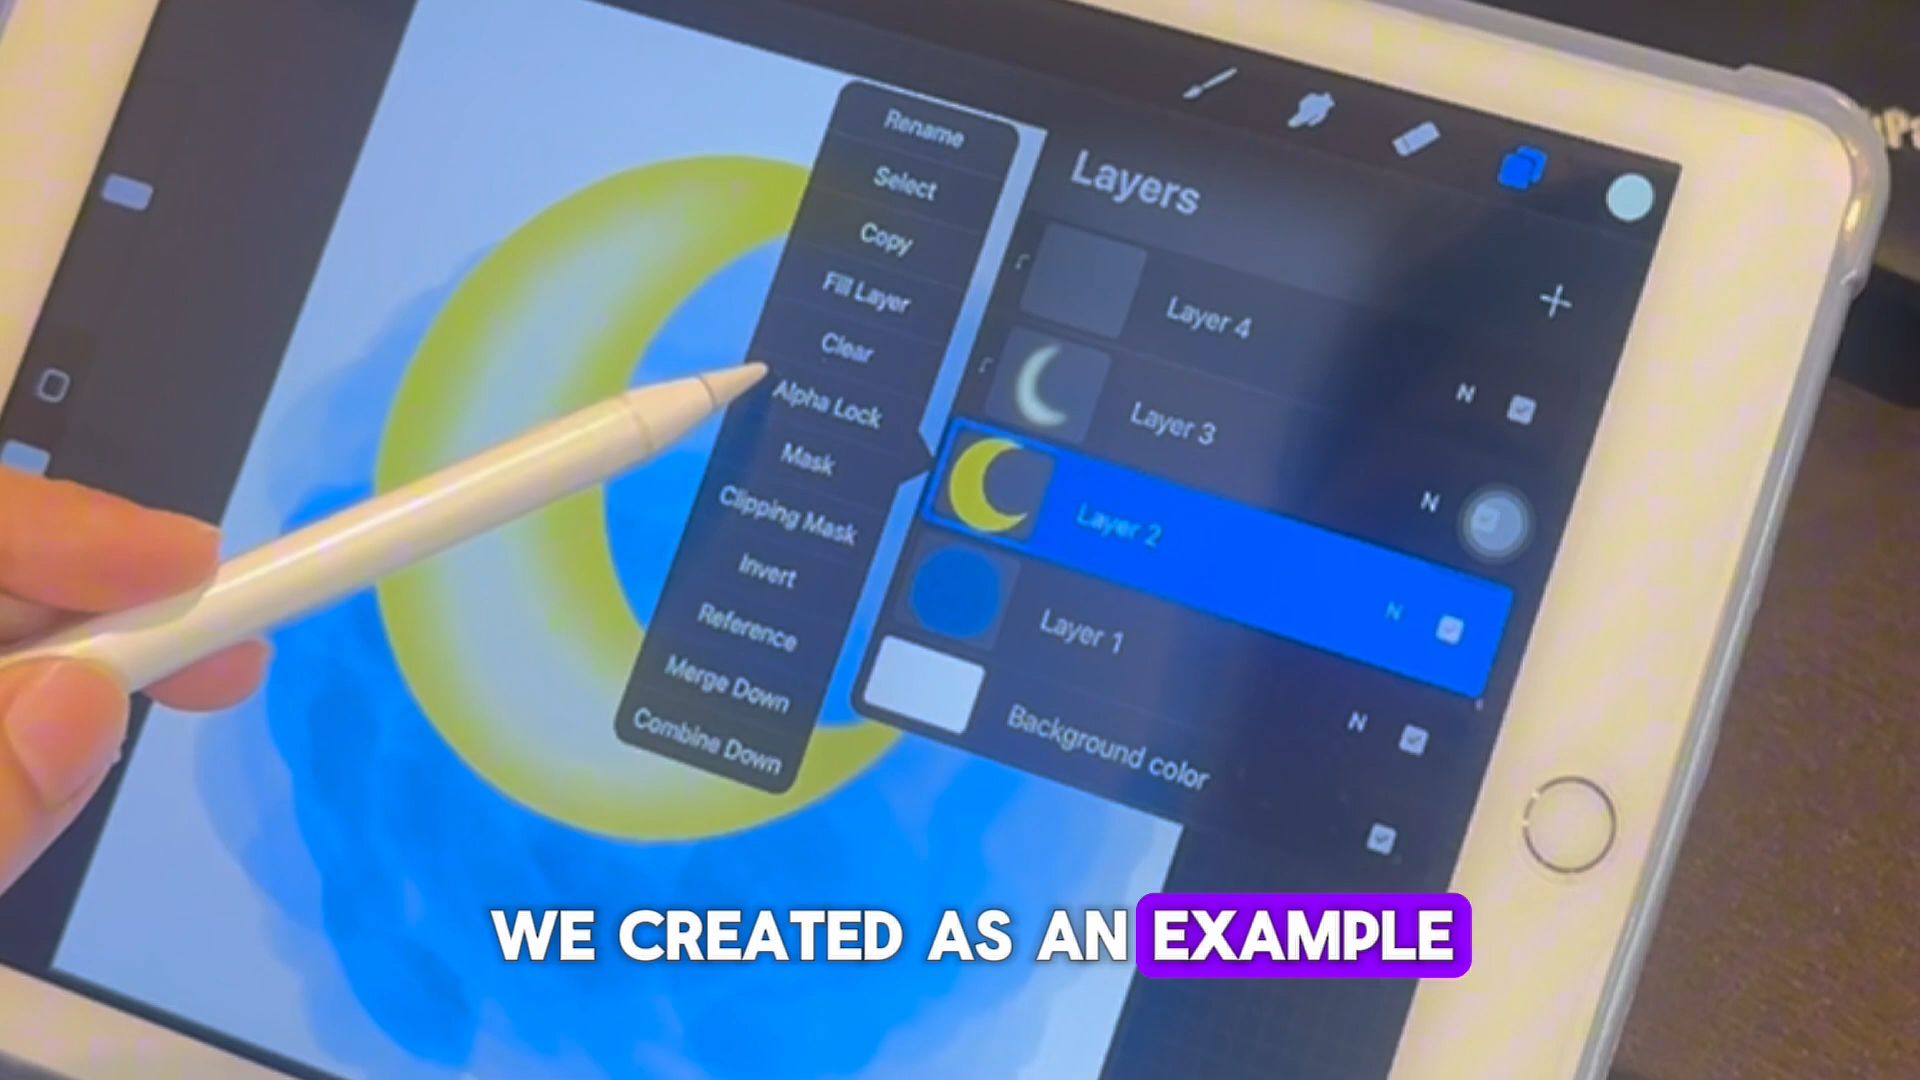 Rename
Select
Copy
Fill Layer
Clear
Alpha Lock
Mask
Clipping Mask
Invert
Reference
Merge Down
Combine Down
Layers
Layer 4
N
Layer 3
N
Layer 2
N
Layer 1
N
Background color
WE CREATED AS AN EXAMPLE